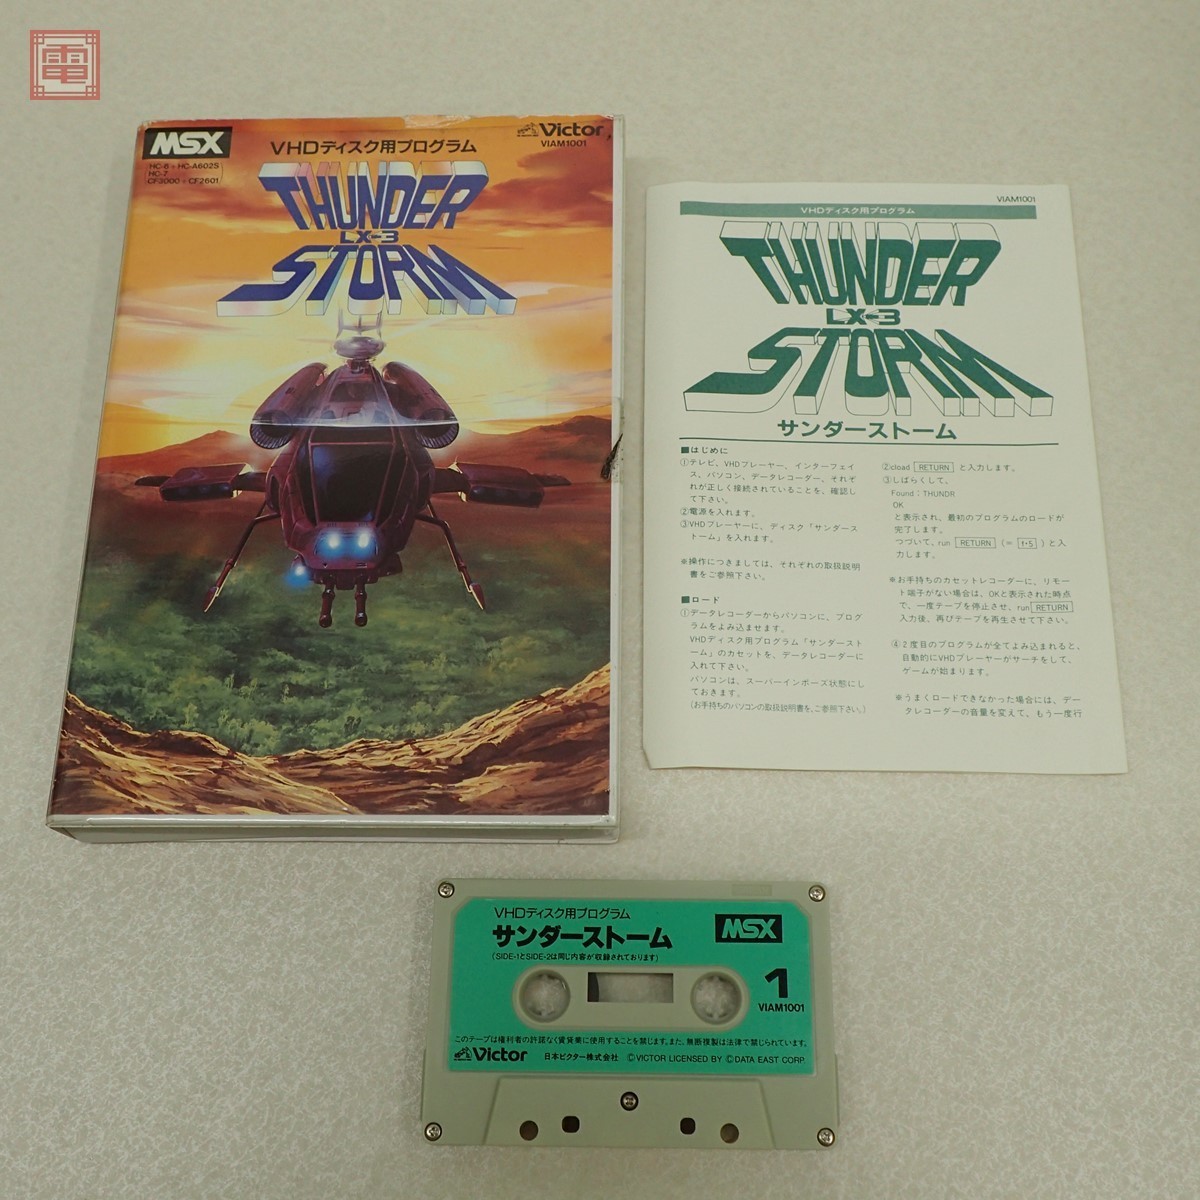 電
MSX
HC-6・HC-A602S
HC-7
CF3000・CF2601
VHDディスク用プログラム
Victor
VIAM1001
THUNDER
LX-3
STORM
VIAM1001
VHDディスク用プログラム
THUNDER
LX-3
STORM
サンダーストーム
■はじめに
①テレビ、VHDプレーヤー、インターフェイ
ス、パソコン、データレコーダー、それぞ
れが正しく接続されていることを、確認し
て下さい。
②電源を入れます。
③VHDプレーヤーに、ディスク「サンダース
トーム」を入れます。
※操作につきましては、それぞれの取扱説明
書をご参照下さい。
■ロード
①データレコーダーからパソコンに、プログ
ラムをよみ込ませます。
VHDディスク用プログラム「サンダースト
ーム」のカセットを、データレコーダーに
入れて下さい。
パソコンは、スーパーインポーズ状態にし
ておきます。
(お手持ちのパソコンの取扱説明書を、ご参照下さい。)
②cload RETURN と入力します。
③しばらくして、
Found：THUNDR
OK
と表示され、最初のプログラムのロードが
完了します。
つづいて、run RETURN (= f・5 )と入
力します。
※お手持ちのカセットレコーダーに、リモー
ト端子がない場合は、OKと表示された時点
で、一度テープを停止させ、run RETURN
入力後、再びテープを再生させて下さい。
④2度目のプログラムが全てよみ込まれると、
自動的にVHDプレーヤーがサーチをして、
ゲームが始まります。
※うまくロードできなかった場合には、デー
タレコーダーの音量を変えて、もう一度行
VHDディスク用プログラム
サンダーストーム
(SIDE-1とSIDE-2は同じ内容が収録されております)
MSX
1
VIAM1001
このテープは権利者の許諾なく賃貸業に使用することを禁じます。また、無断複製は法律で禁じられています。
Victor 日本ビクター株式会社 ©VICTOR LICENSED BY ©DATA EAST CORP.